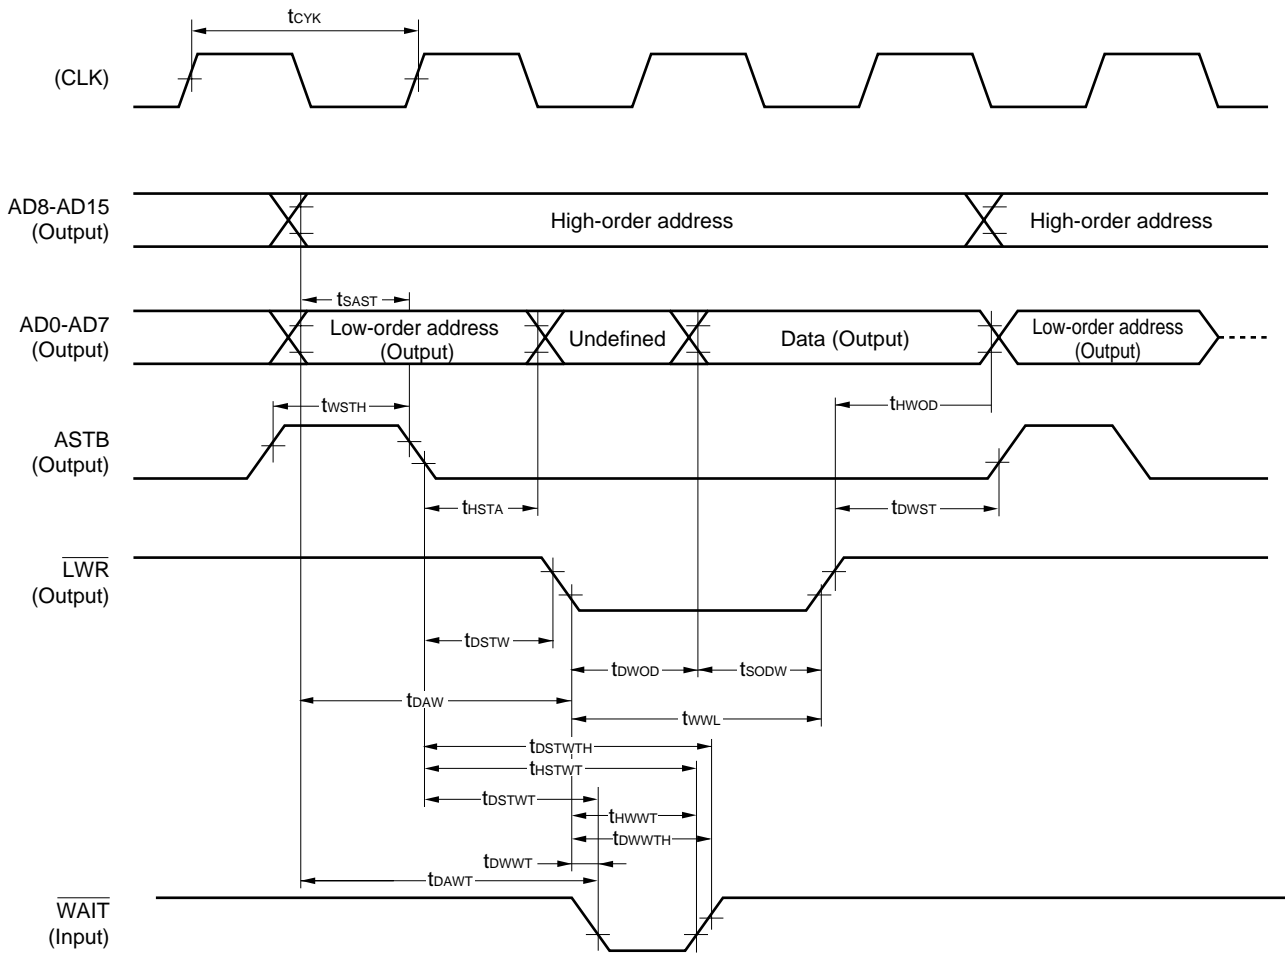 tCYK
(CLK)
AD8-AD15
(Output)
High-order address
High-order address
tSAST
AD0-AD7
(Output)
Low-order address
(Output)
Undefined
Data (Output)
Low-order address
(Output)
tWSTH
tHWOD
ASTB
(Output)
tHSTA
tDWST
LWR
(Output)
tDSTW
tDWOD
tSODW
tDAW
tWWL
tDSTWTH
tHSTWT
tDSTWT
tHWWT
tDWWTH
tDWWT
tDAWT
WAIT
(Input)